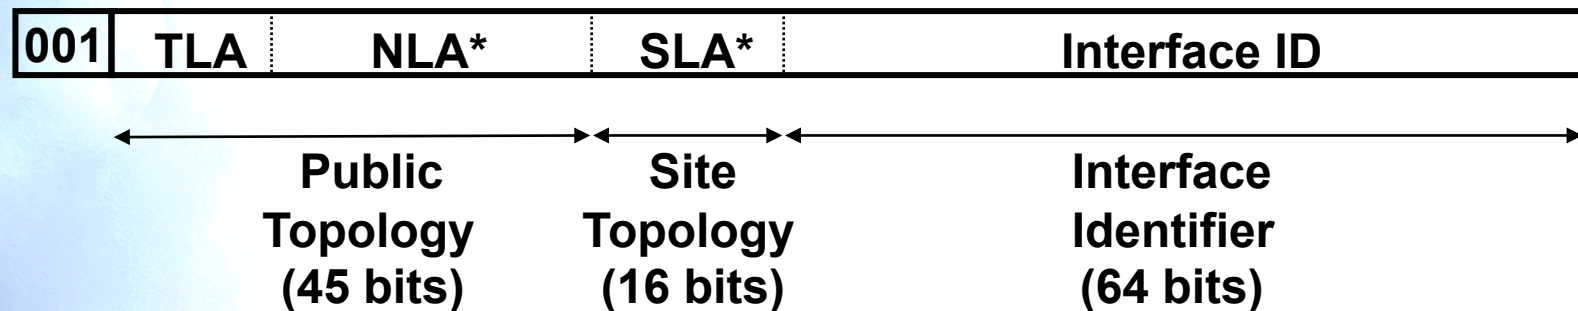 001 TLA NLA* SLA* Interface ID
Public Site Interface
Topology Topology Identifier
(45 bits) (16 bits) (64 bits)